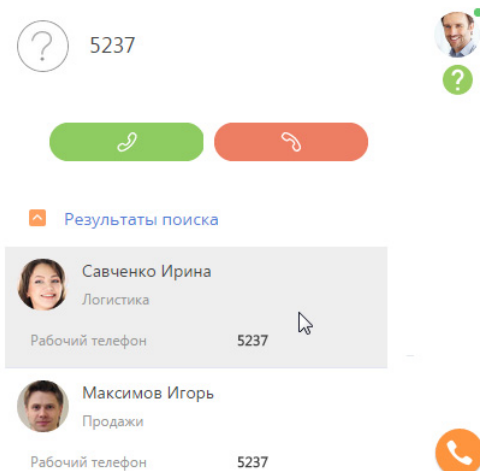 5237
Результаты поиска
Савченко Ирина
Логистика
Рабочий телефон 5237
Максимов Игорь
Продажи
Рабочий телефон 5237